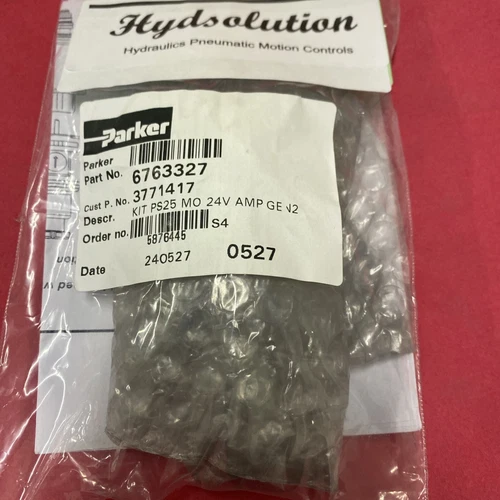 Hydsolution
Hydraulics Pneumatic Motion Controls
Parker
Parker
Part No. 6763327
Cust P. No. 3771417
Descr. KIT PS25 MO 24V AMP GEN2
Order no. 5876445 S4
Date 240527 0527